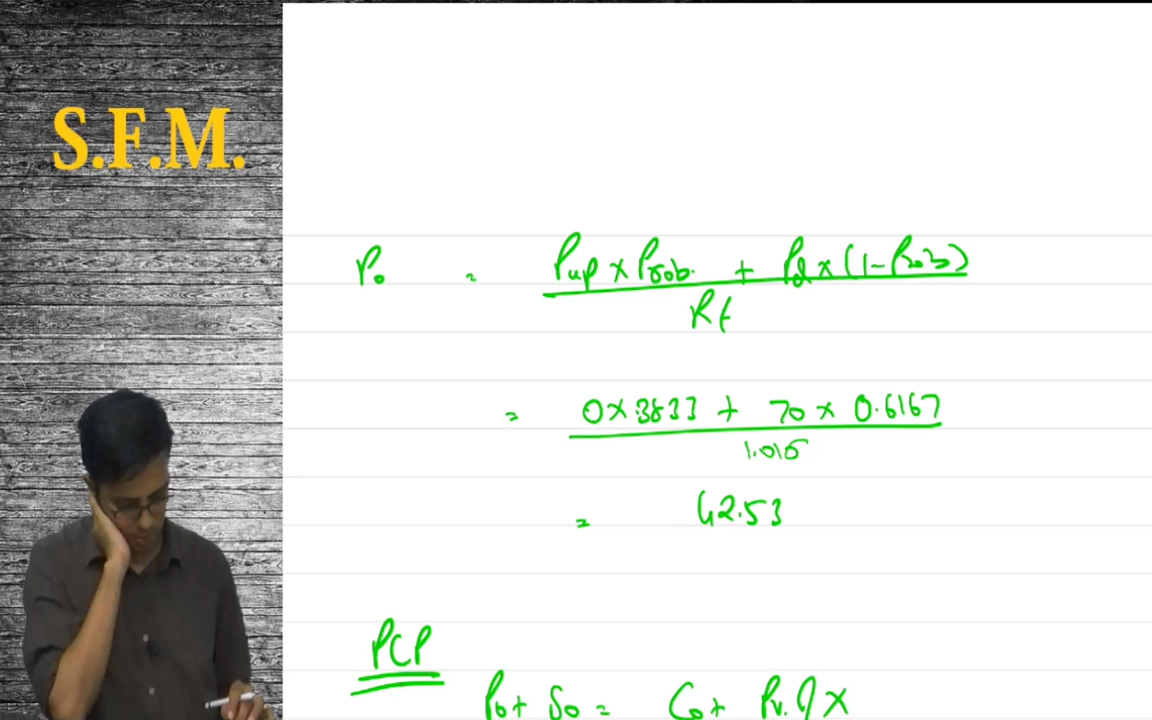 S.F.M.
P₀ = Pup x Prob. + Pd x (1-Prob)
Rf
= 0 x .3833 + 70 x 0.6167
1.015
= 42.53
PCP
P₀ + S₀ = C₀ + Pv. of X